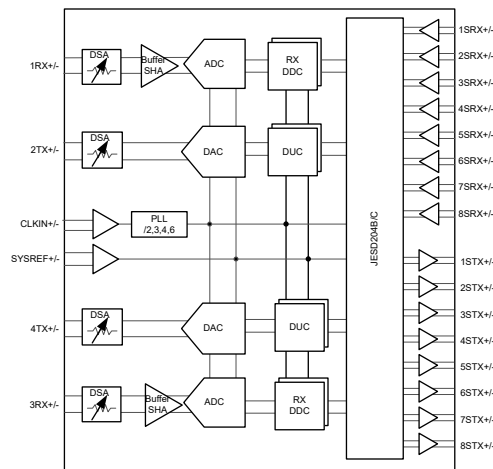 1RX+/-
DSA
Buffer
SHA
ADC
RX
DDC
2TX+/-
DSA
DAC
DUC
CLKIN+/-
PLL
/2,3,4,6
SYSREF+/-
4TX+/-
DSA
DAC
DUC
3RX+/-
DSA
Buffer
SHA
ADC
RX
DDC
JESD204B/C
1SRX+/-
2SRX+/-
3SRX+/-
4SRX+/-
5SRX+/-
6SRX+/-
7SRX+/-
8SRX+/-
1STX+/-
2STX+/-
3STX+/-
4STX+/-
5STX+/-
6STX+/-
7STX+/-
8STX+/-